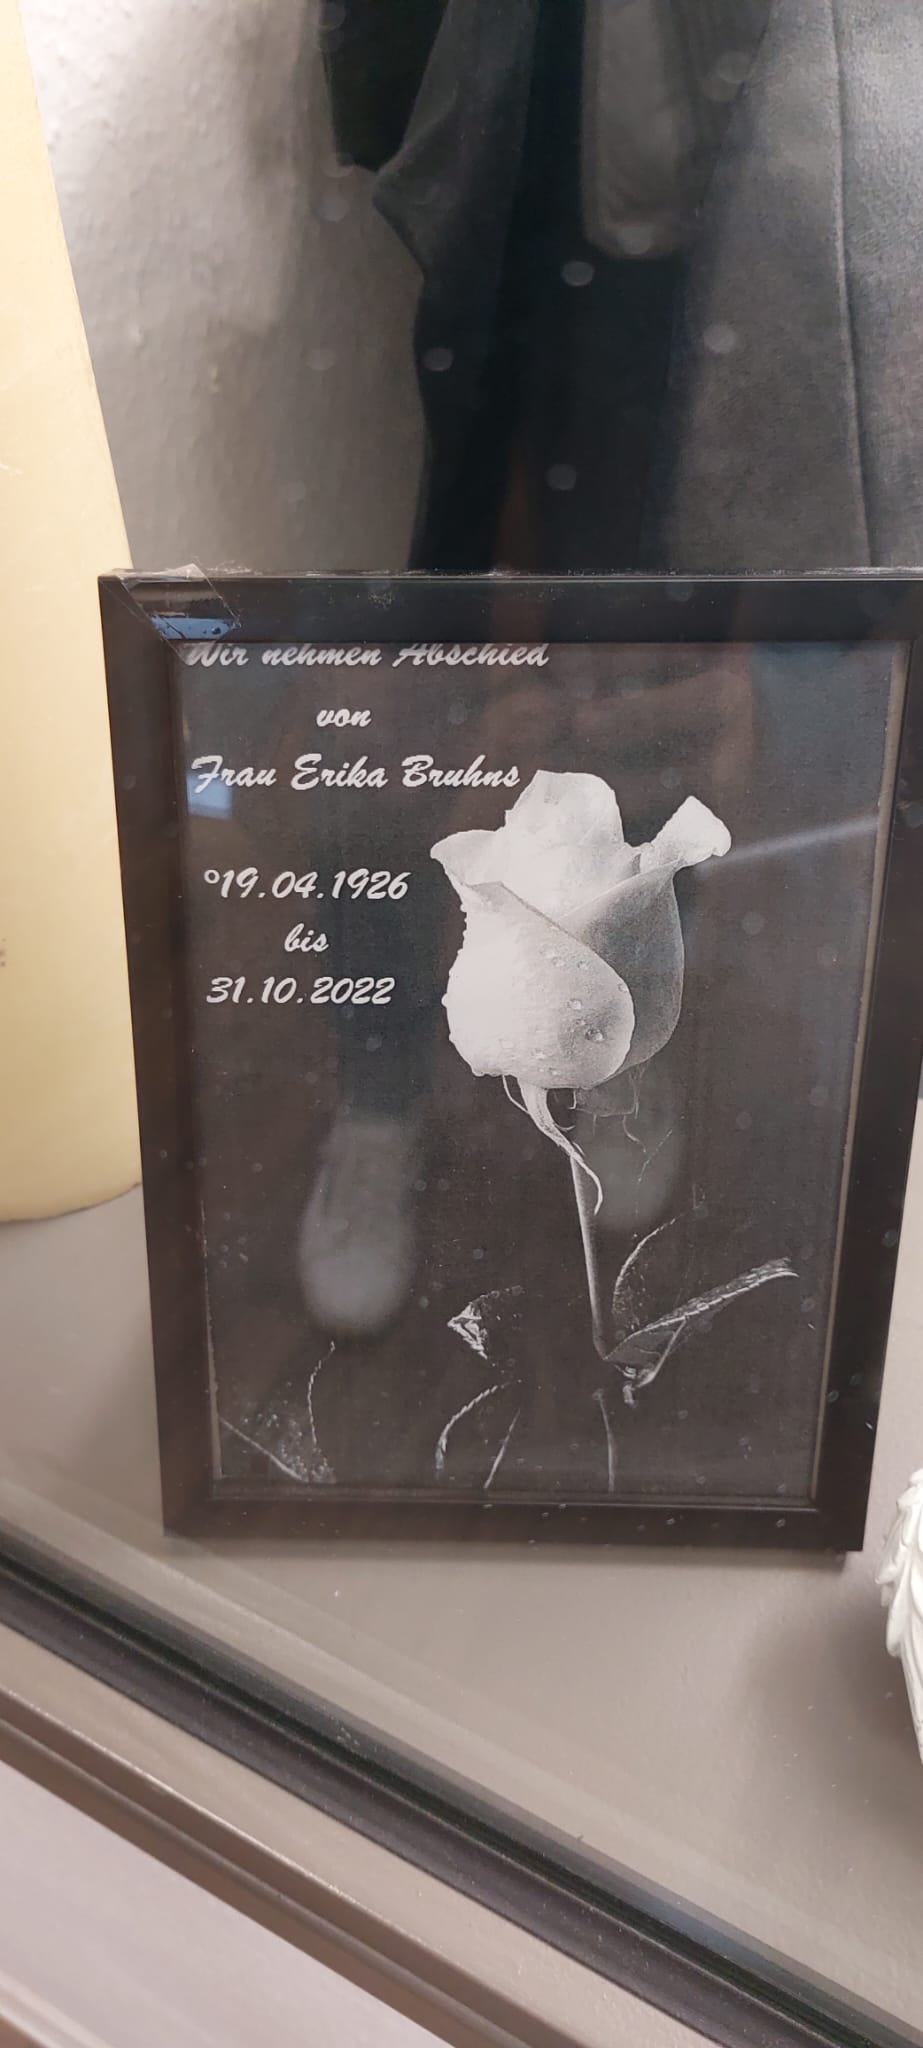 Wir nehmen Abschied
von
Frau Erika Bruhns
°19.04.1926
bis
31.10.2022